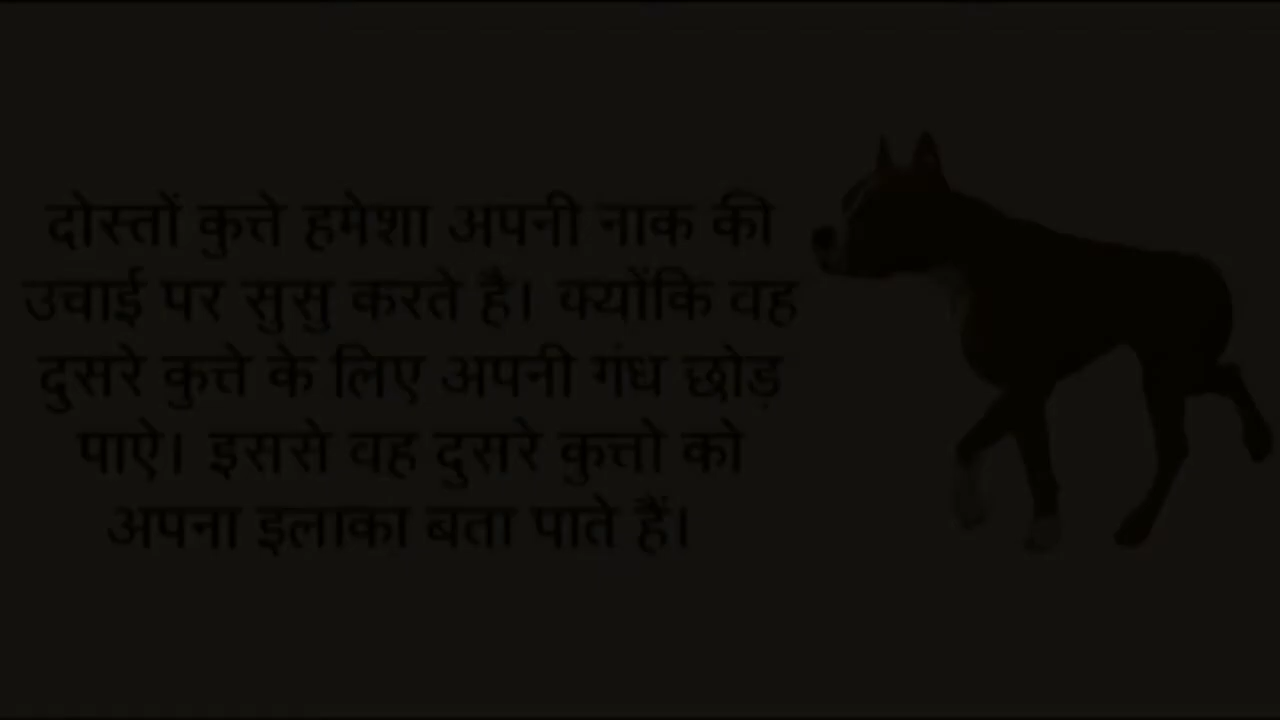 दोस्तों कुत्ते हमेशा अपनी नाक की
उचाई पर सुसु करते है। क्योंकि वह
दुसरे कुत्ते के लिए अपनी गंध छोड़
पाऐ। इससे वह दुसरे कुत्तो को
अपना इलाका बता पाते हैं।